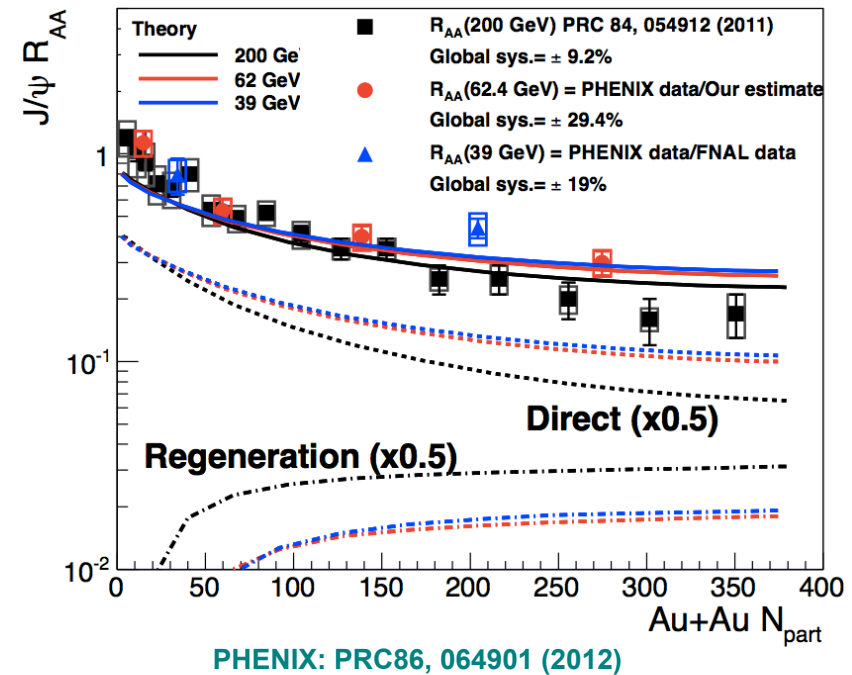 J/ψ R_AA
Theory
200 Ge
62 GeV
39 GeV
R_AA(200 GeV) PRC 84, 054912 (2011)
Global sys.= ± 9.2%
R_AA(62.4 GeV) = PHENIX data/Our estimate
Global sys.= ± 29.4%
R_AA(39 GeV) = PHENIX data/FNAL data
Global sys.= ± 19%
1
10^-1
Direct (x0.5)
Regeneration (x0.5)
10^-2
0 50 100 150 200 250 300 350 400
Au+Au N_part
PHENIX: PRC86, 064901 (2012)